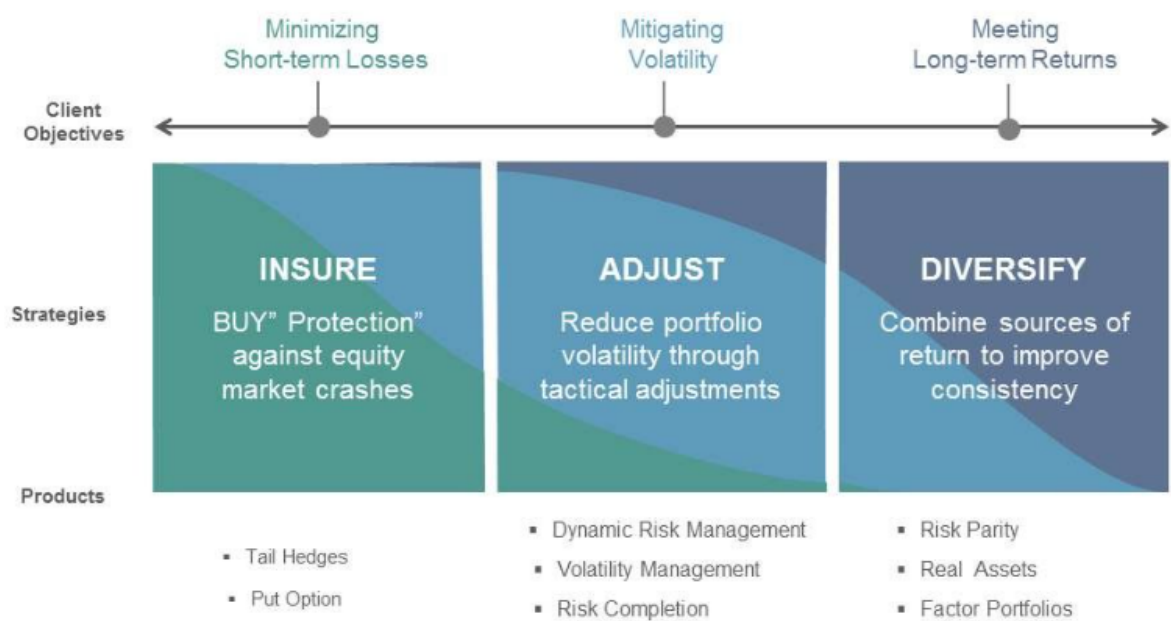 Minimizing
Short-term Losses
Mitigating
Volatility
Meeting
Long-term Returns
Client
Objectives
Strategies
INSURE
BUY” Protection”
against equity
market crashes
ADJUST
Reduce portfolio
volatility through
tactical adjustments
DIVERSIFY
Combine sources of
return to improve
consistency
Products
▪ Tail Hedges
▪ Put Option
▪ Dynamic Risk Management
▪ Volatility Management
▪ Risk Completion
▪ Risk Parity
▪ Real Assets
▪ Factor Portfolios